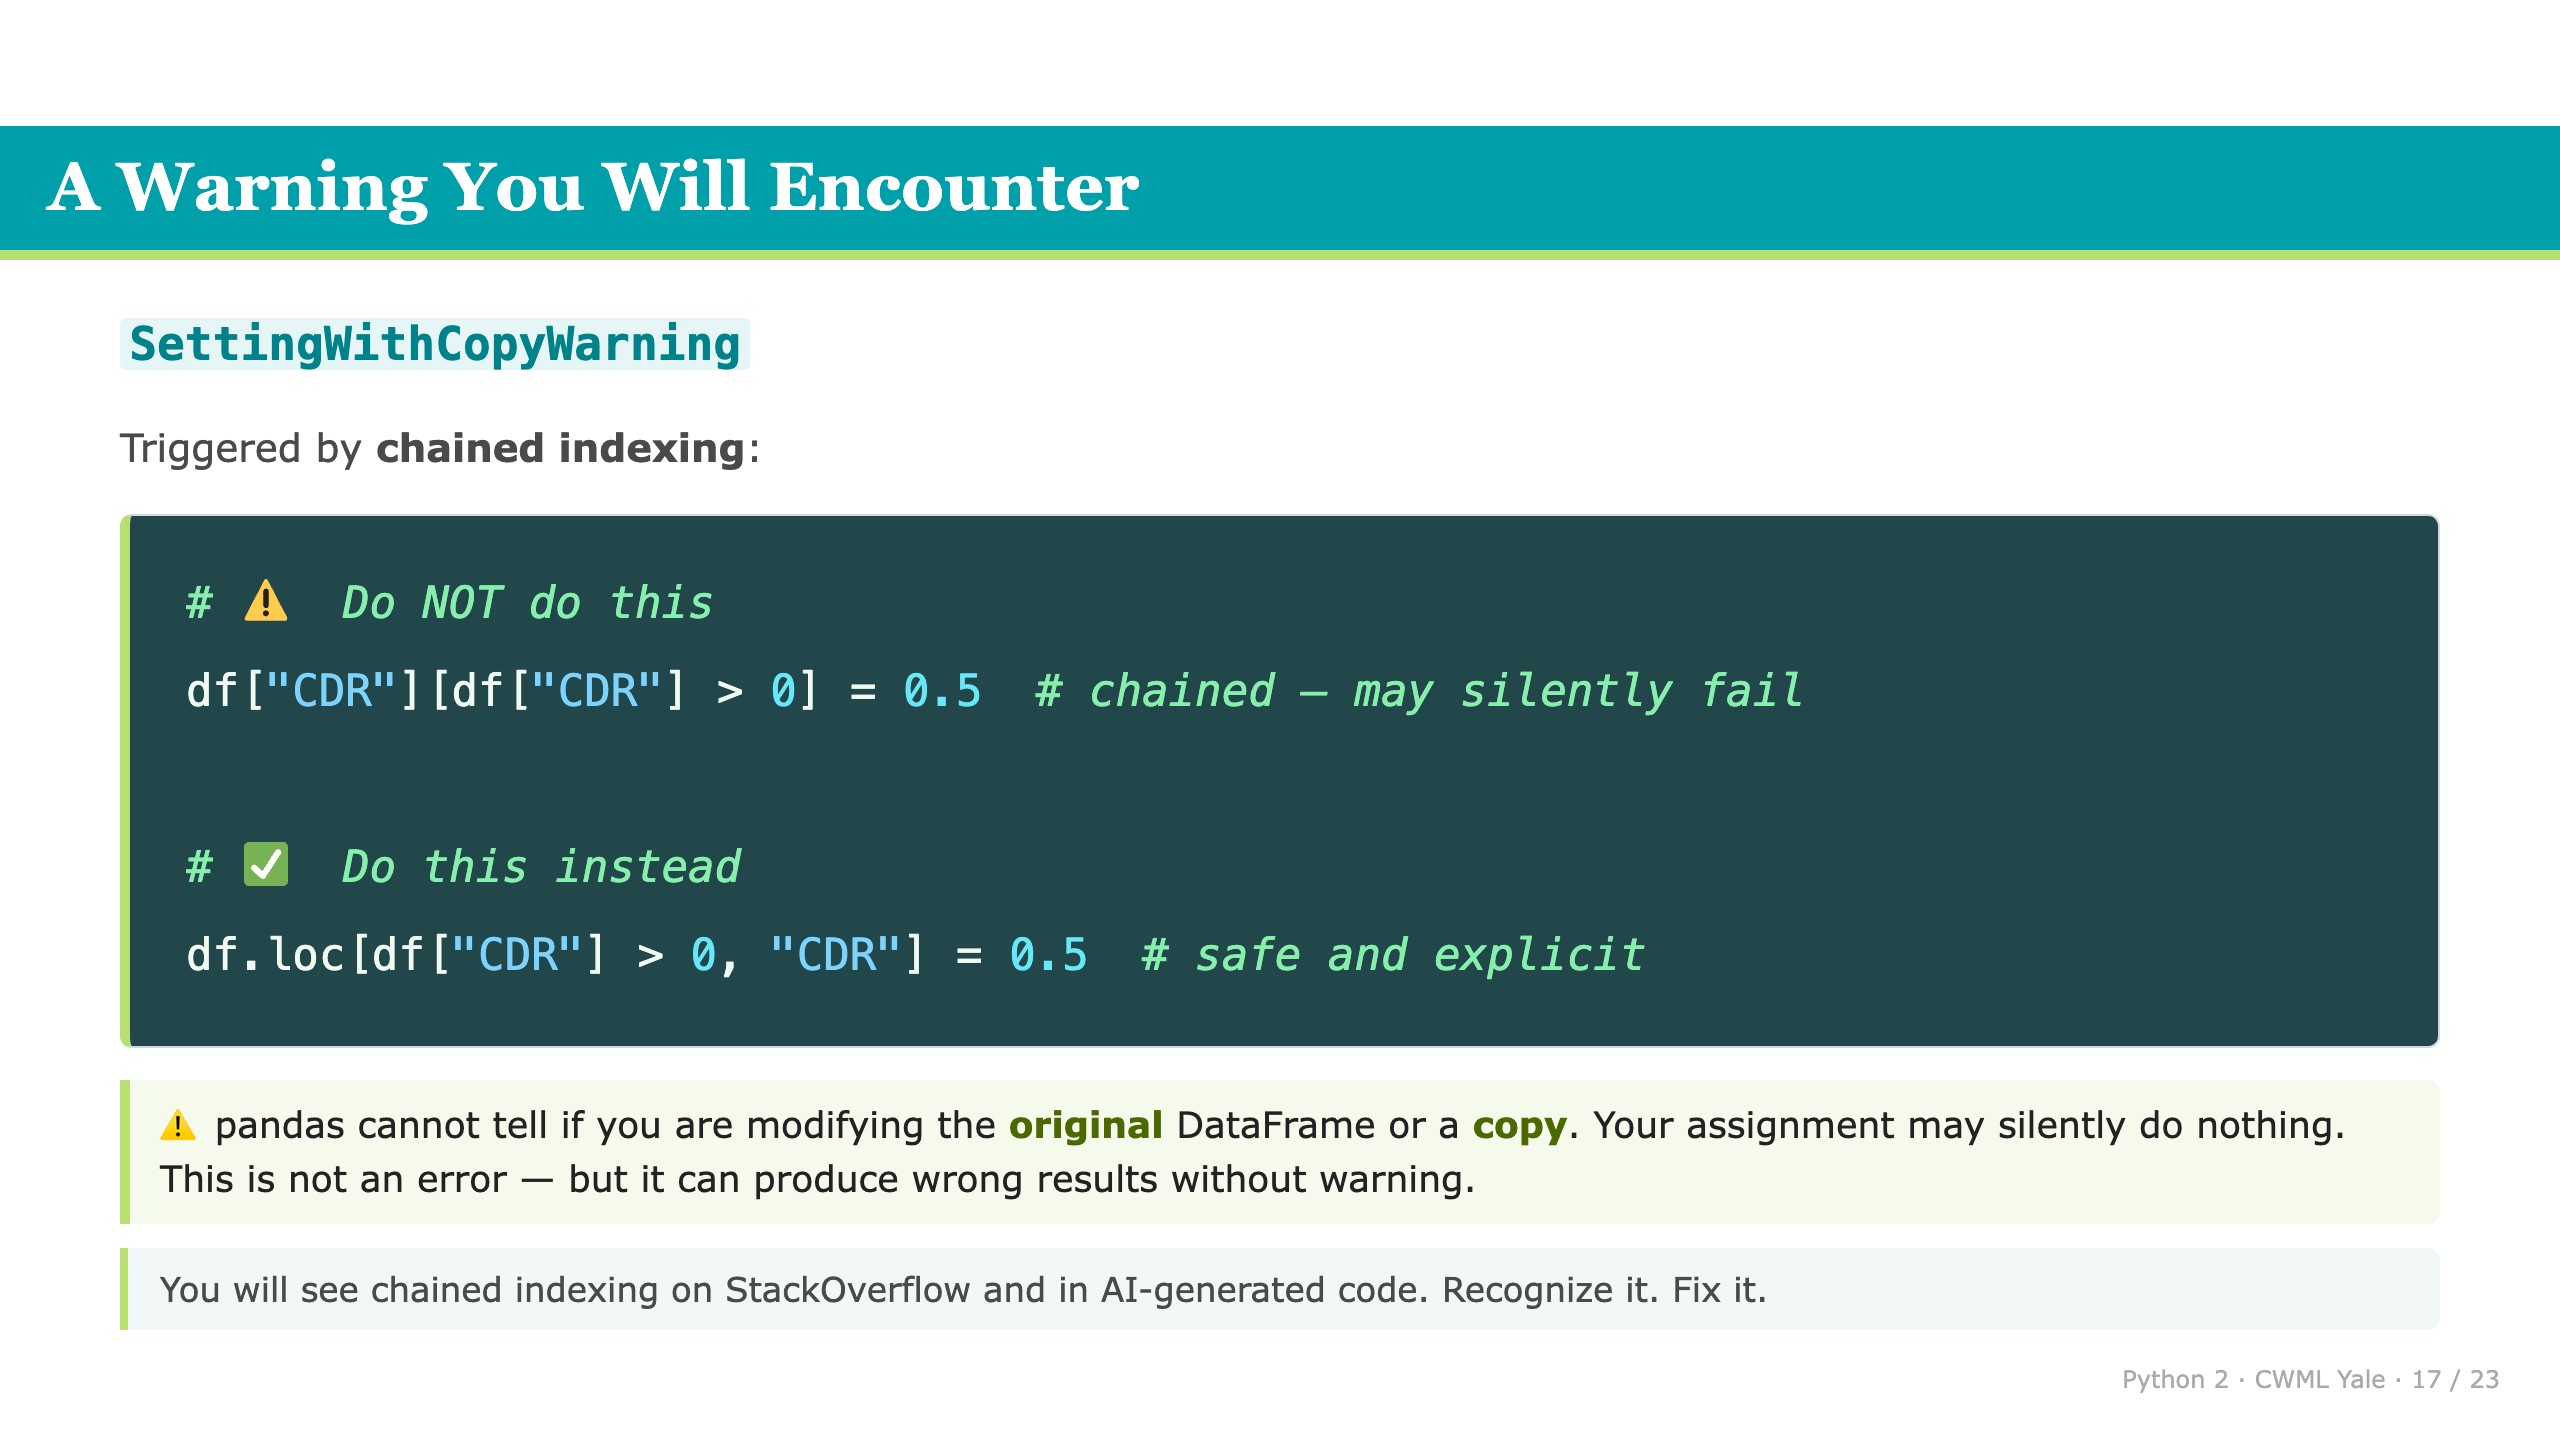 A Warning You Will Encounter
SettingWithCopyWarning
Triggered by chained indexing:
# ⚠️ Do NOT do this
df["CDR"][df["CDR"] > 0] = 0.5  # chained — may silently fail
# ✅ Do this instead
df.loc[df["CDR"] > 0, "CDR"] = 0.5  # safe and explicit
⚠️ pandas cannot tell if you are modifying the original DataFrame or a copy. Your assignment may silently do nothing.
This is not an error — but it can produce wrong results without warning.
You will see chained indexing on StackOverflow and in AI-generated code. Recognize it. Fix it.
Python 2 · CWML Yale · 17 / 23